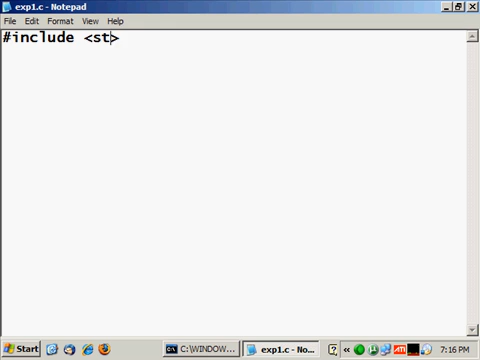 exp1.c - Notepad
File Edit Format View Help
#include <st>
Start C:\WINDOW... exp1.c - No... 7:16 PM